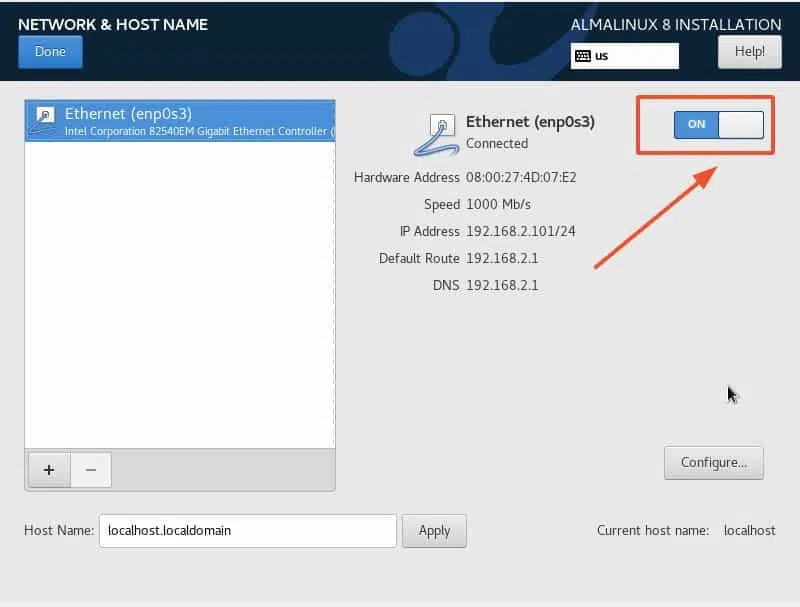 NETWORK & HOST NAME
ALMALINUX 8 INSTALLATION
Done
us
Help!
Ethernet (enp0s3)
Intel Corporation 82540EM Gigabit Ethernet Controller (
Ethernet (enp0s3)
Connected
ON
Hardware Address 08:00:27:4D:07:E2
Speed 1000 Mb/s
IP Address 192.168.2.101/24
Default Route 192.168.2.1
DNS 192.168.2.1
+ −
Configure...
Host Name: localhost.localdomain Apply Current host name: localhost